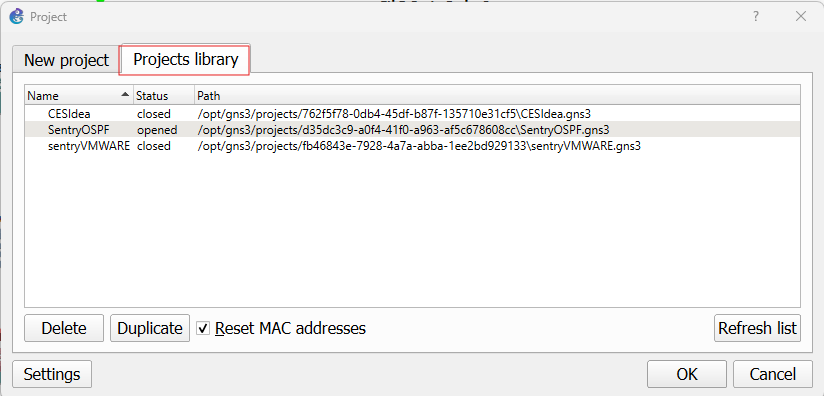 Project
New project Projects library
Name Status Path
CESIdea closed /opt/gns3/projects/762f5f78-0db4-45df-b87f-135710e31cf5\CESIdea.gns3
SentryOSPF opened /opt/gns3/projects/d35dc3c9-a0f4-41f0-a963-af5c678608cc\SentryOSPF.gns3
sentryVMWARE closed /opt/gns3/projects/fb46843e-7928-4a7a-abba-1ee2bd929133\sentryVMWARE.gns3
Delete Duplicate Reset MAC addresses Refresh list
Settings OK Cancel